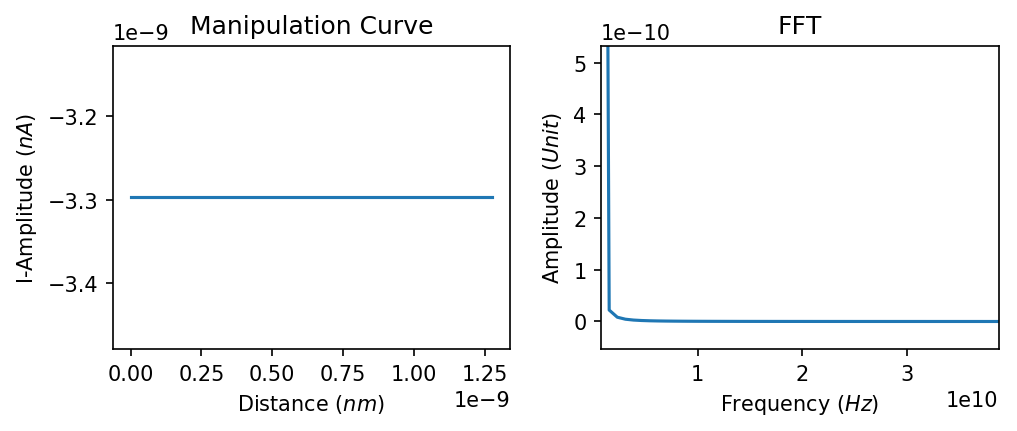 Manipulation Curve
1e−9
−3.2
−3.3
−3.4
I-Amplitude (nA)
0.00 0.25 0.50 0.75 1.00 1.25
1e−9
Distance (nm)
FFT
1e−10
5
4
3
2
1
0
Amplitude (Unit)
1 2 3
1e10
Frequency (Hz)